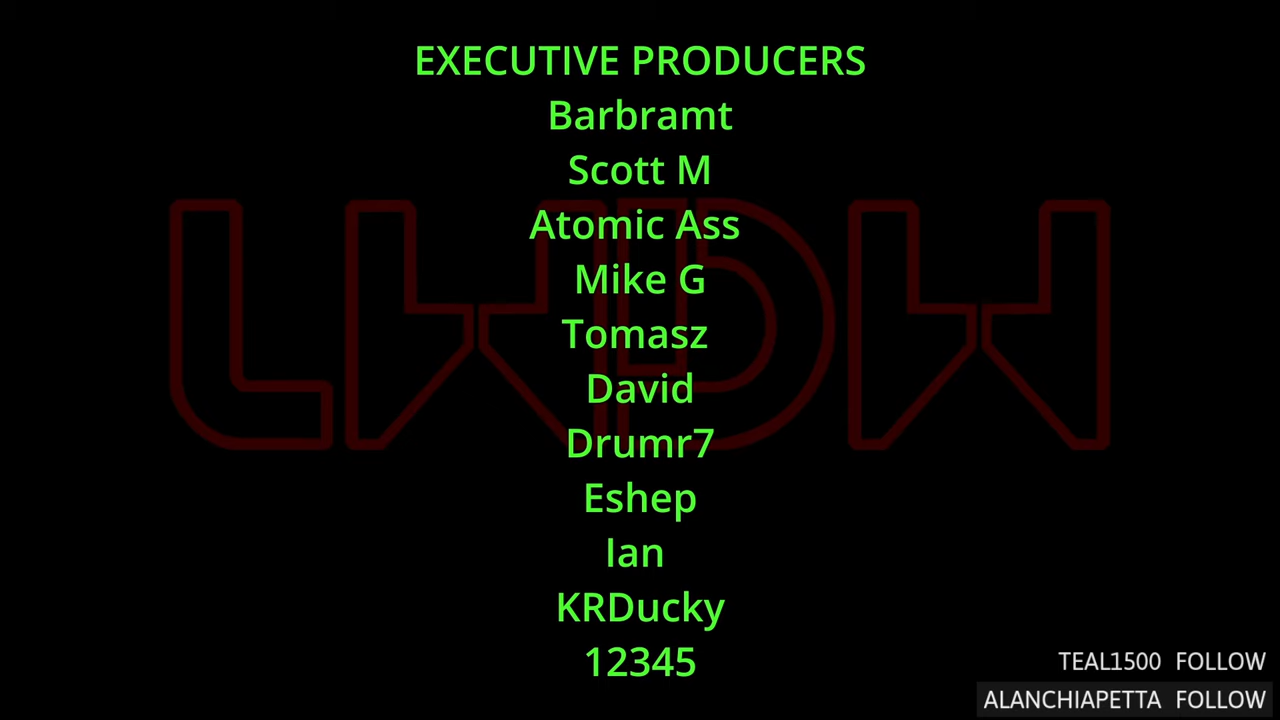 EXECUTIVE PRODUCERS
Barbramt
Scott M
Atomic Ass
Mike G
Tomasz
David
Drumr7
Eshep
Ian
KRDucky
12345
TEAL1500 FOLLOW
ALANCHIAPETTA FOLLOW